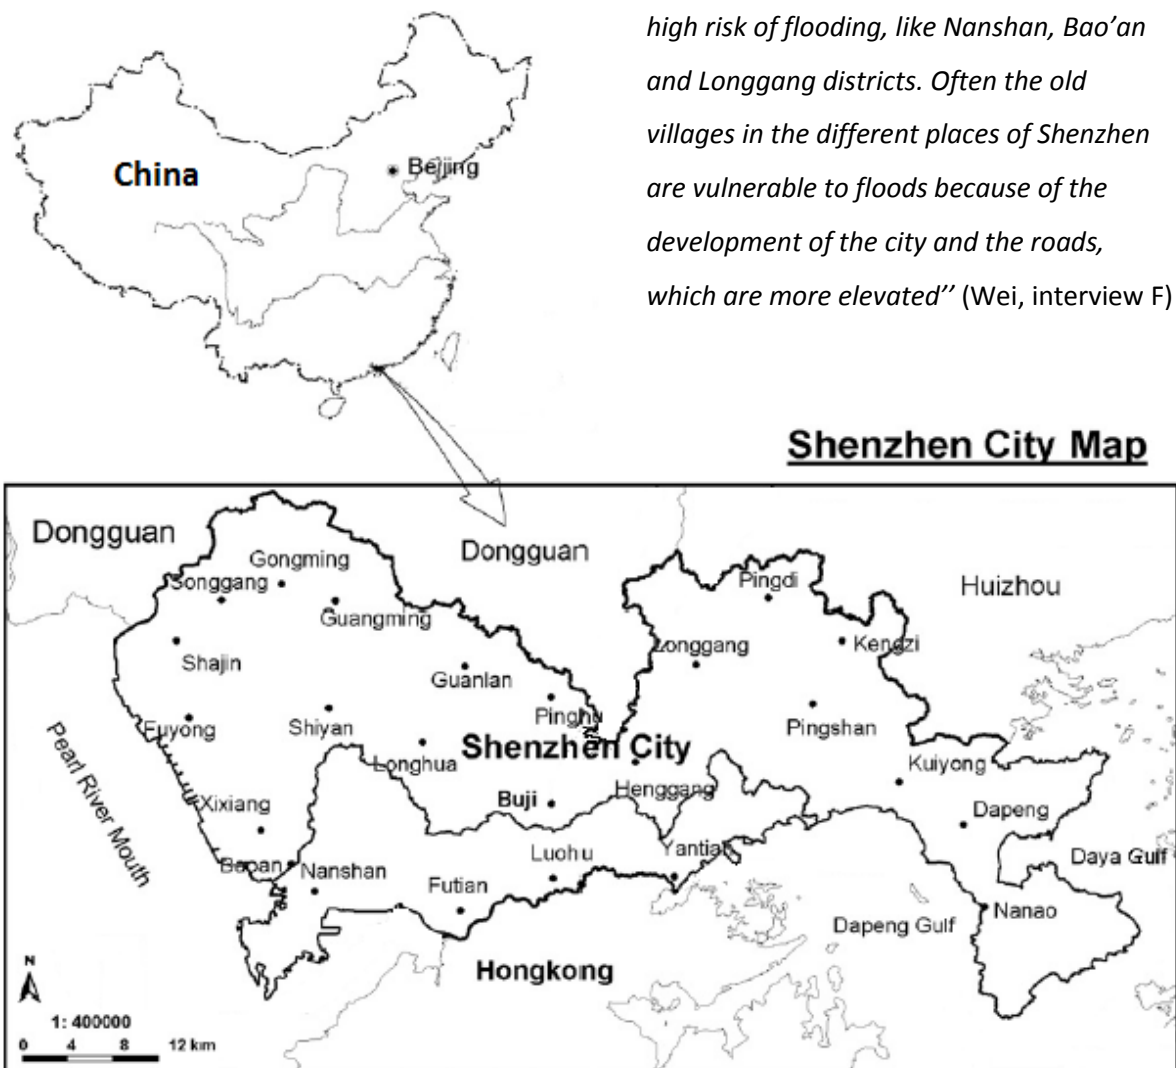 high risk of flooding, like Nanshan, Bao’an
and Longgang districts. Often the old
villages in the different places of Shenzhen
are vulnerable to floods because of the
development of the city and the roads,
which are more elevated’’ (Wei, interview F)
China
Beijing
Shenzhen City Map
Dongguan
Dongguan
Huizhou
Gongming
Songgang
Guangming
Pingdi
Kengzi
Shajin
Longgang
Guanlan
Pinghu
Pingshan
Fuyong
Shiyan
Longhua
Shenzhen City
Pearl River Mouth
Kuiyong
Henggang
Buji
Xixiang
Dapeng
Baoan
Nanshan
Luohu
Yantian
Daya Gulf
Futian
Nanao
Dapeng Gulf
Hongkong
N
1: 400000
0 4 8 12 km